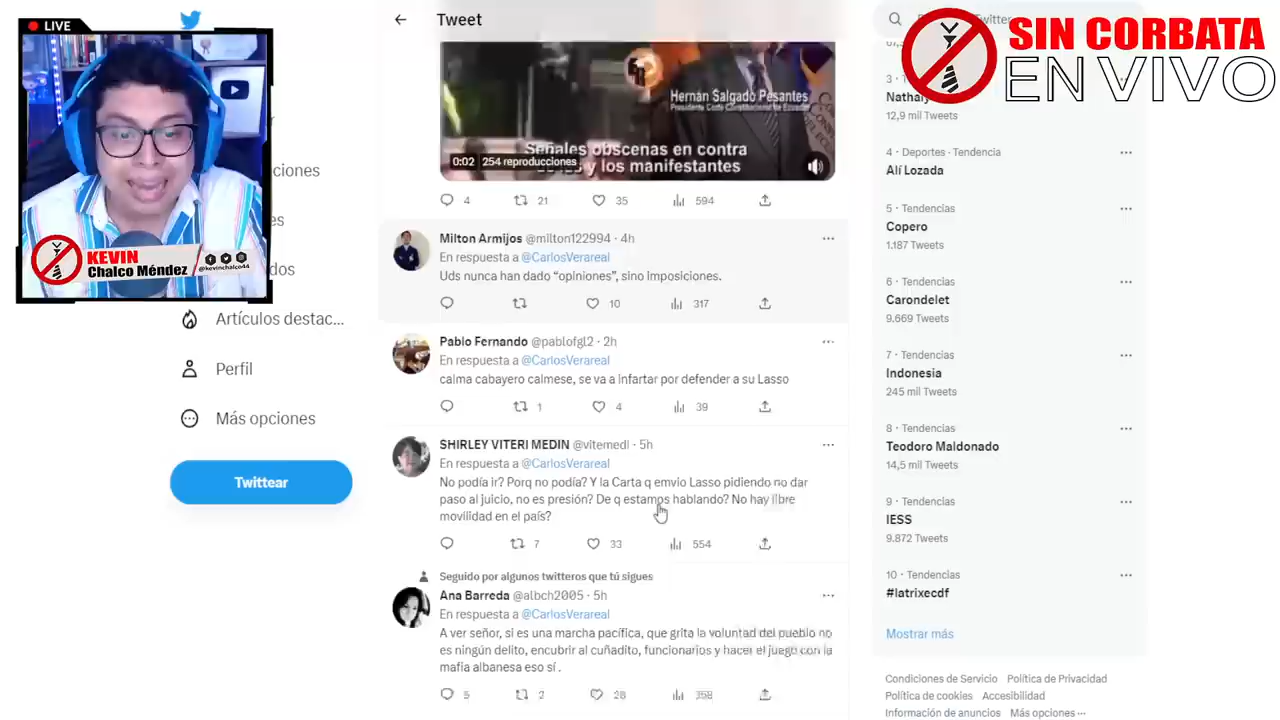 LIVE
KEVIN
Chalco Méndez
@kevinchalco44
ciones
es
dos
Artículos destac...
Perfil
Más opciones
Twittear
Tweet
Hernán Salgado Pesantes
Presidente Corte Constitucional de Ecuador
Señales obscenas en contra
y los manifestantes
0:02 254 reproducciones
4 21 35 594
Milton Armijos @milton122994 · 4h
En respuesta a @CarlosVerareal
Uds nunca han dado “opiniones”, sino Imposiciones.
10 317
Pablo Fernando @pablofgl2 · 2h
En respuesta a @CarlosVerareal
calma cabayero calmese, se va a infartar por defender a su Lasso
1 4 39
SHIRLEY VITERI MEDIN @vitemedi · 5h
En respuesta a @CarlosVerareal
No podía ir? Porq no podía? Y la Carta q emvio Lasso pidiendo no dar
paso al juicio, no es presión? De q estamos hablando? No hay libre
movilidad en el país?
7 33 554
Seguido por algunos twitteros que tú sigues
Ana Barreda @albch2005 · 5h
En respuesta a @CarlosVerareal
A ver señor, si es una marcha pacífica, que grita la voluntad del pueblo no
es ningún delito, encubrir al cuñadito, funcionarios y hacer el juego con la
mafia albanesa eso sí .
5 2 28 358
SIN CORBATA
EN VIVO
3
Nathaly
12,9 mil Tweets
4 · Deportes · Tendencia
Alí Lozada
5 · Tendencias
Copero
1.187 Tweets
6 · Tendencias
Carondelet
9.669 Tweets
7 · Tendencias
Indonesia
245 mil Tweets
8 · Tendencias
Teodoro Maldonado
14,5 mil Tweets
9 · Tendencias
IESS
9.872 Tweets
10 · Tendencias
#latrixecdf
Mostrar más
Condiciones de Servicio Política de Privacidad
Política de cookies Accesibilidad
Información de anuncios Más opciones ···